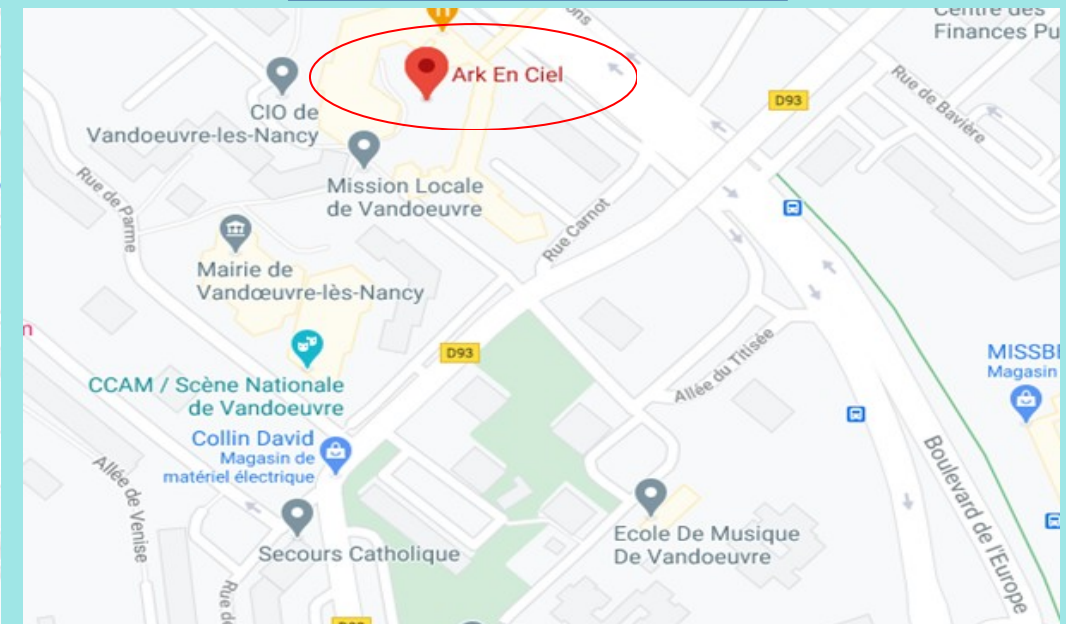 Centre des
Finances Pu
Ark En Ciel
D93
Rue de Bavière
CIO de
Vandoeuvre-les-Nancy
Mission Locale
de Vandoeuvre
Rue de Parme
Rue Carnot
Mairie de
Vandœuvre-lès-Nancy
D93
CCAM / Scène Nationale
de Vandoeuvre
Allée du Titisée
MISSB
Magasin
Collin David
Magasin de
matériel électrique
Allée de Venise
Boulevard de l'Europe
Secours Catholique
Ecole De Musique
De Vandoeuvre
Rue de